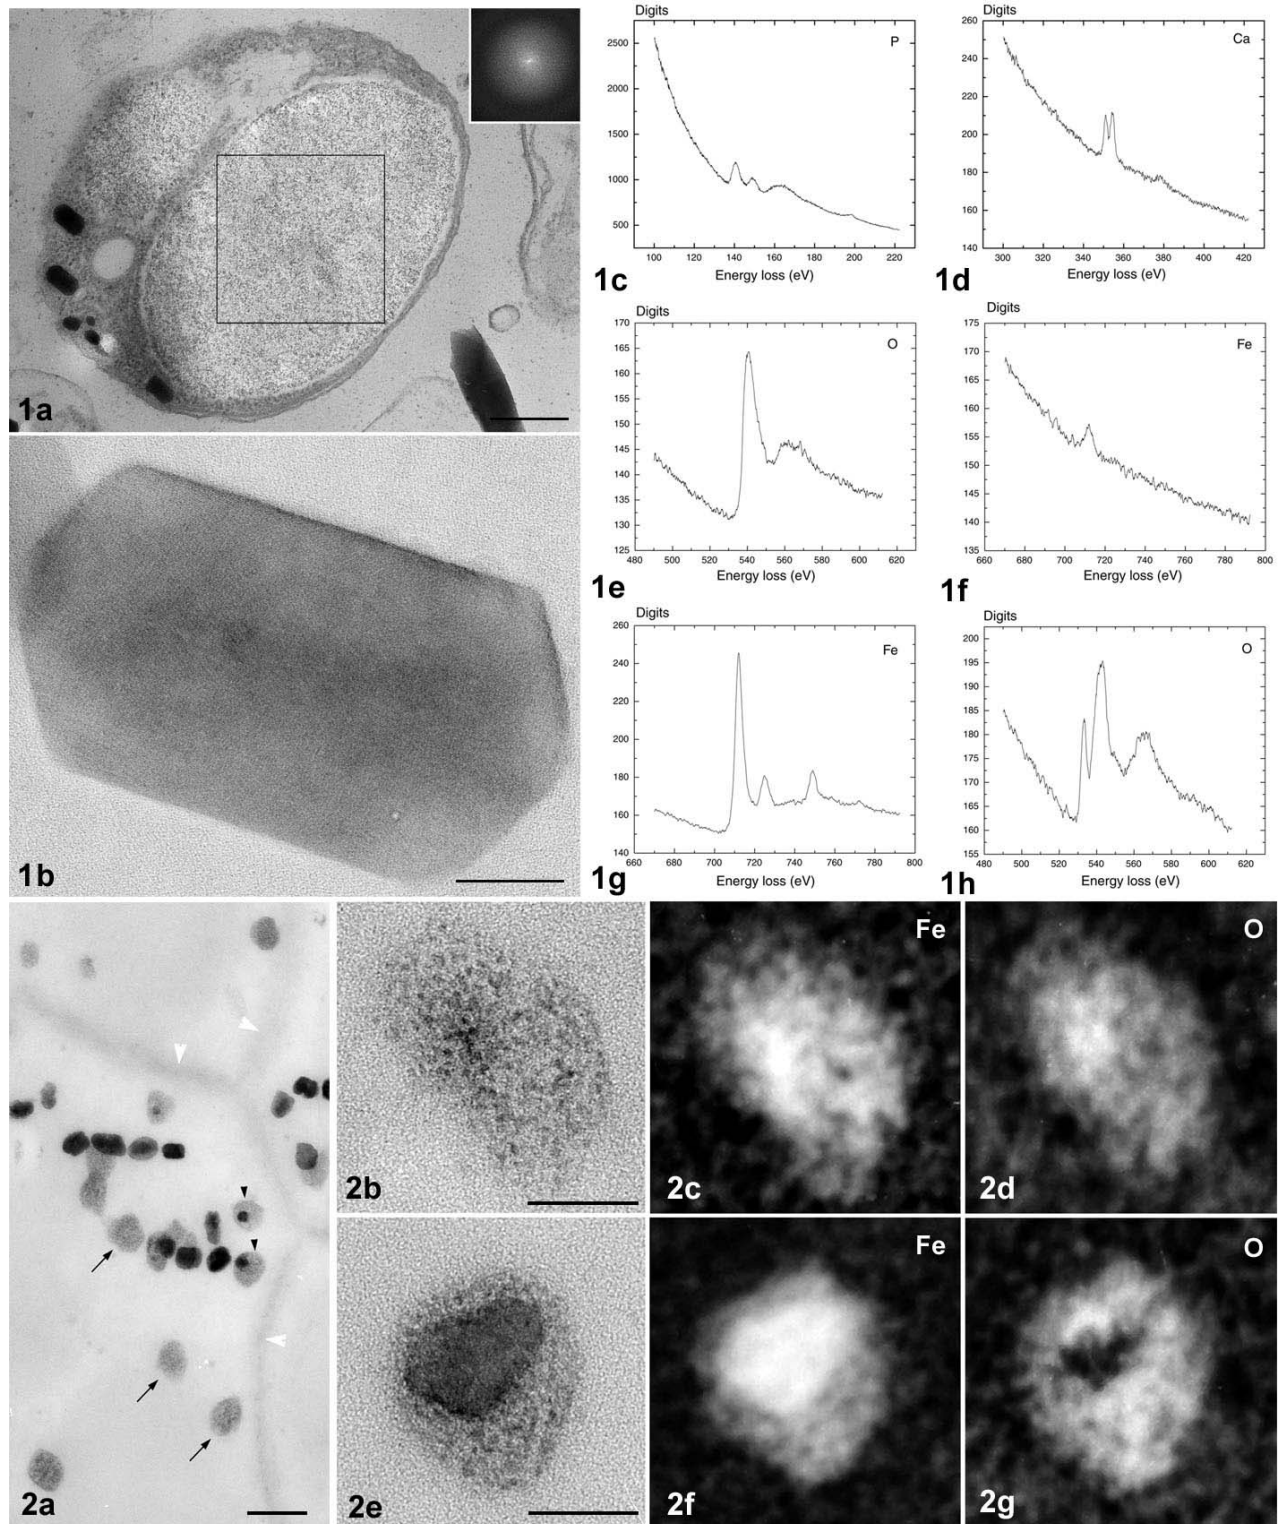 1a
1b
Digits
P
2500
2000
1500
1000
500
100 120 140 160 180 200 220
Energy loss (eV)
1c
Digits
Ca
260
240
220
200
180
160
140
300 320 340 360 380 400 420
Energy loss (eV)
1d
Digits
O
170
165
160
155
150
145
140
135
130
125
480 500 520 540 560 580 600 620
Energy loss (eV)
1e
Digits
Fe
175
170
165
160
155
150
145
140
135
660 680 700 720 740 760 780 800
Energy loss (eV)
1f
Digits
Fe
260
240
220
200
180
160
140
660 680 700 720 740 760 780 800
Energy loss (eV)
1g
Digits
O
200
195
190
185
180
175
170
165
160
155
480 500 520 540 560 580 600 620
Energy loss (eV)
1h
2a
2b
Fe
2c
O
2d
2e
Fe
2f
O
2g